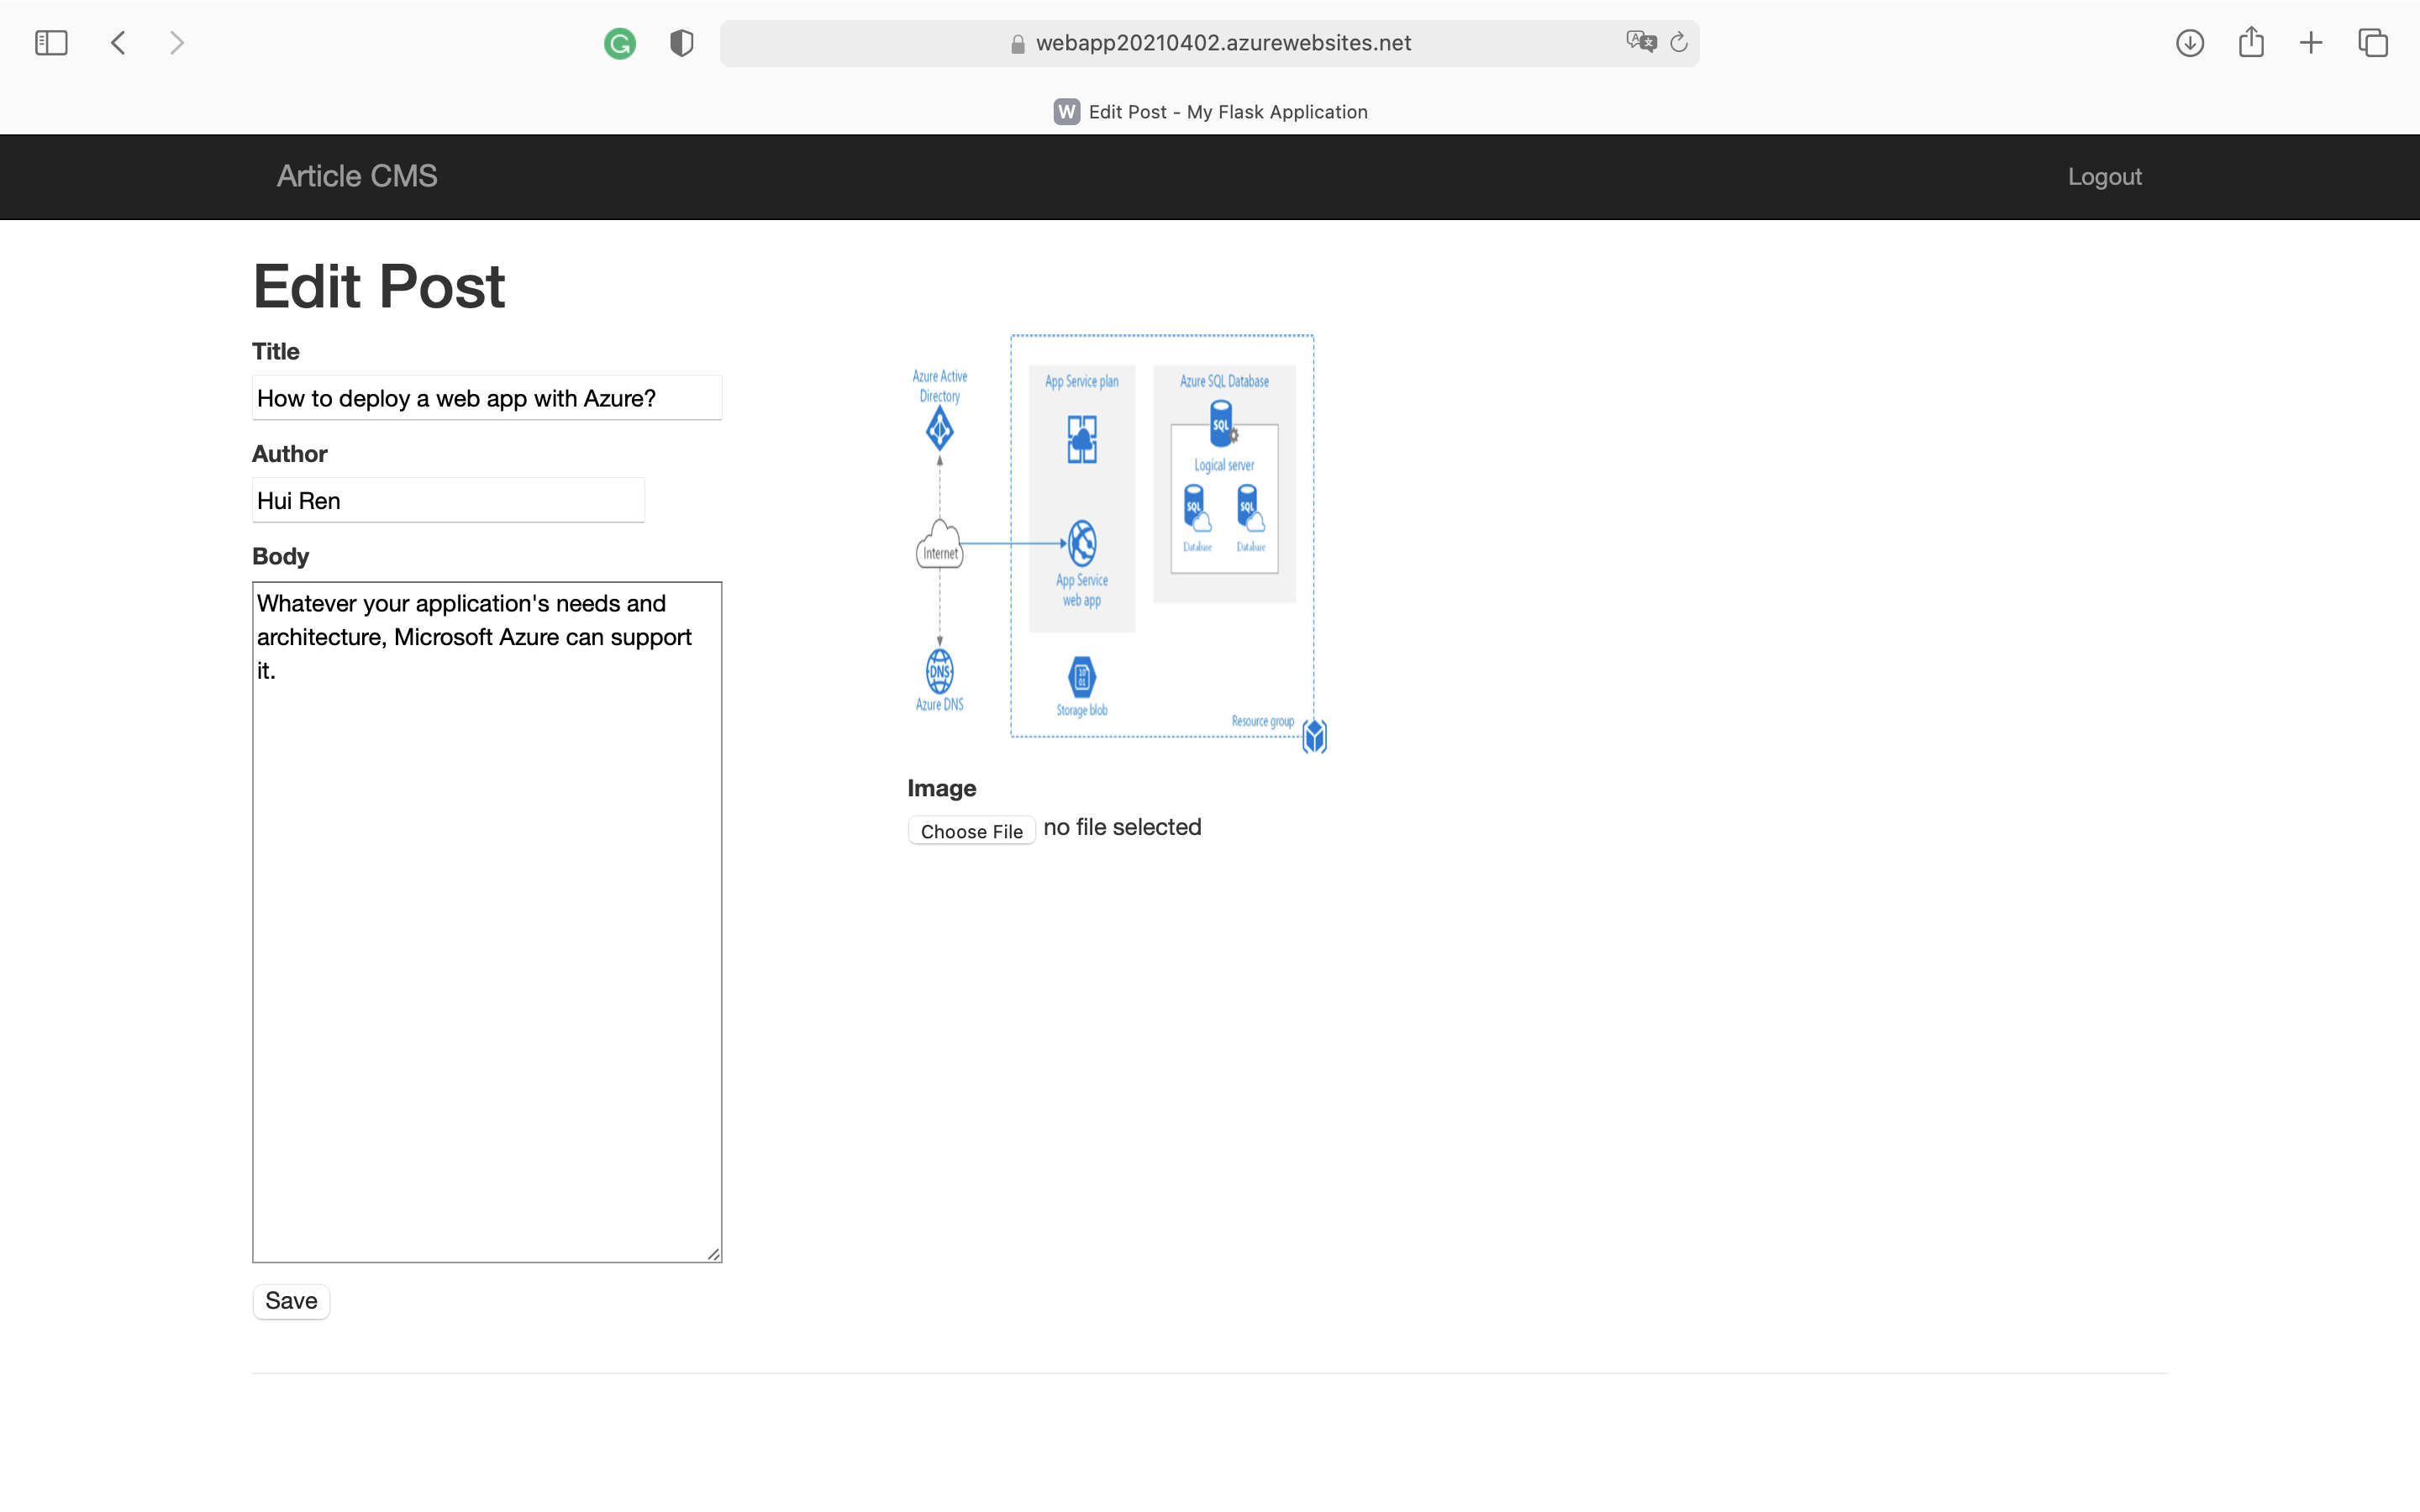 webapp20210402.azurewebsites.net
W Edit Post - My Flask Application
Article CMS
Logout
Edit Post
Title
How to deploy a web app with Azure?
Author
Hui Ren
Body
Whatever your application's needs and
architecture, Microsoft Azure can support
it.
Save
Azure Active
Directory
Internet
DNS
Azure DNS
App Service plan
App Service
web app
10
01
Storage blob
Azure SQL Database
SQL
Logical server
SQL
SQL
Database
Database
Resource group
Image
Choose File no file selected